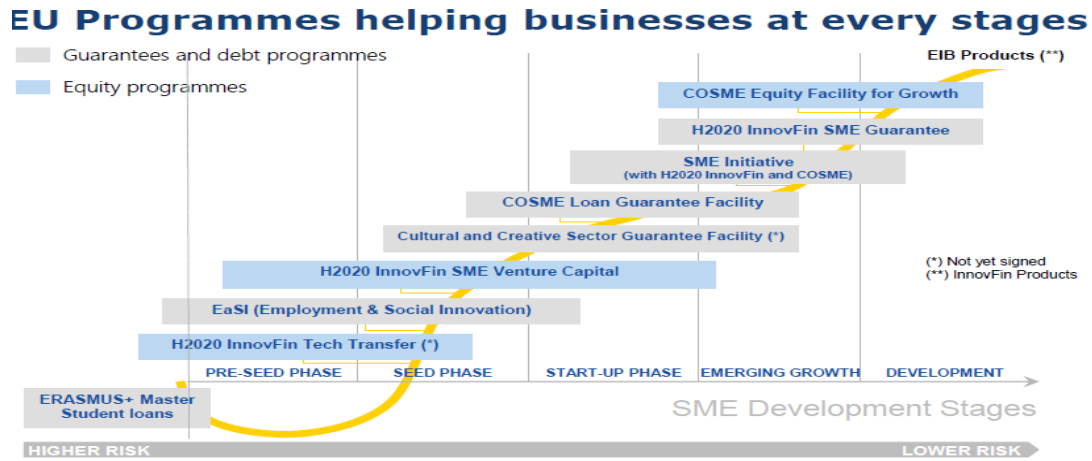 EU Programmes helping businesses at every stages
Guarantees and debt programmes
Equity programmes
EIB Products (**)
COSME Equity Facility for Growth
H2020 InnovFin SME Guarantee
SME Initiative
(with H2020 InnovFin and COSME)
COSME Loan Guarantee Facility
Cultural and Creative Sector Guarantee Facility (*)
H2020 InnovFin SME Venture Capital
(*) Not yet signed
(**) InnovFin Products
EaSI (Employment & Social Innovation)
H2020 InnovFin Tech Transfer (*)
PRE-SEED PHASE
SEED PHASE
START-UP PHASE
EMERGING GROWTH
DEVELOPMENT
ERASMUS+ Master
Student loans
SME Development Stages
HIGHER RISK
LOWER RISK